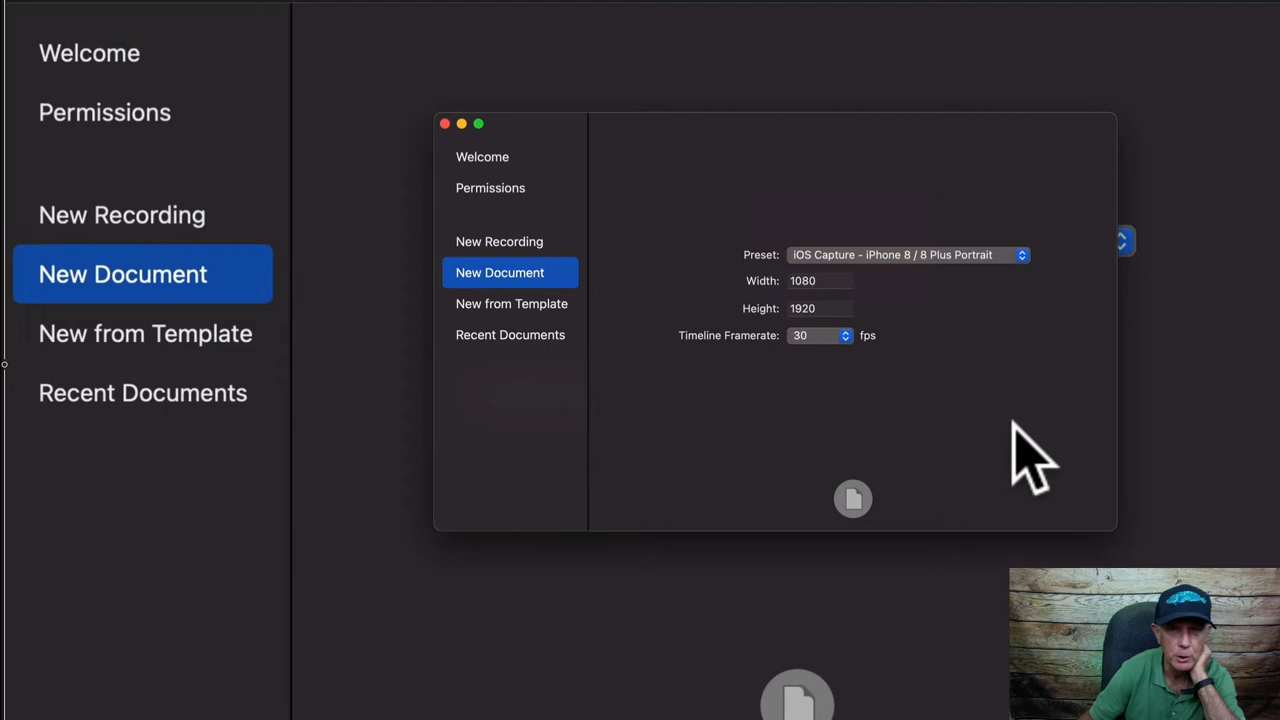 Welcome
Permissions
New Recording
New Document
New from Template
Recent Documents
Welcome
Permissions
New Recording
New Document
New from Template
Recent Documents
Preset: iOS Capture - iPhone 8 / 8 Plus Portrait
Width: 1080
Height: 1920
Timeline Framerate: 30 fps